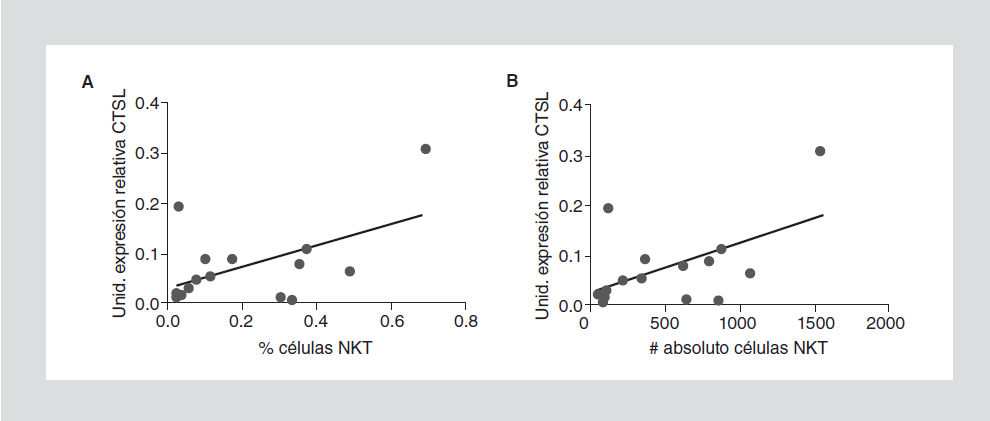 A
Unid. expresión relativa CTSL
0.4
0.3
0.2
0.1
0.0
0.0 0.2 0.4 0.6 0.8
% células NKT
B
Unid. expresión relativa CTSL
0.4
0.3
0.2
0.1
0.0
0 500 1000 1500 2000
# absoluto células NKT